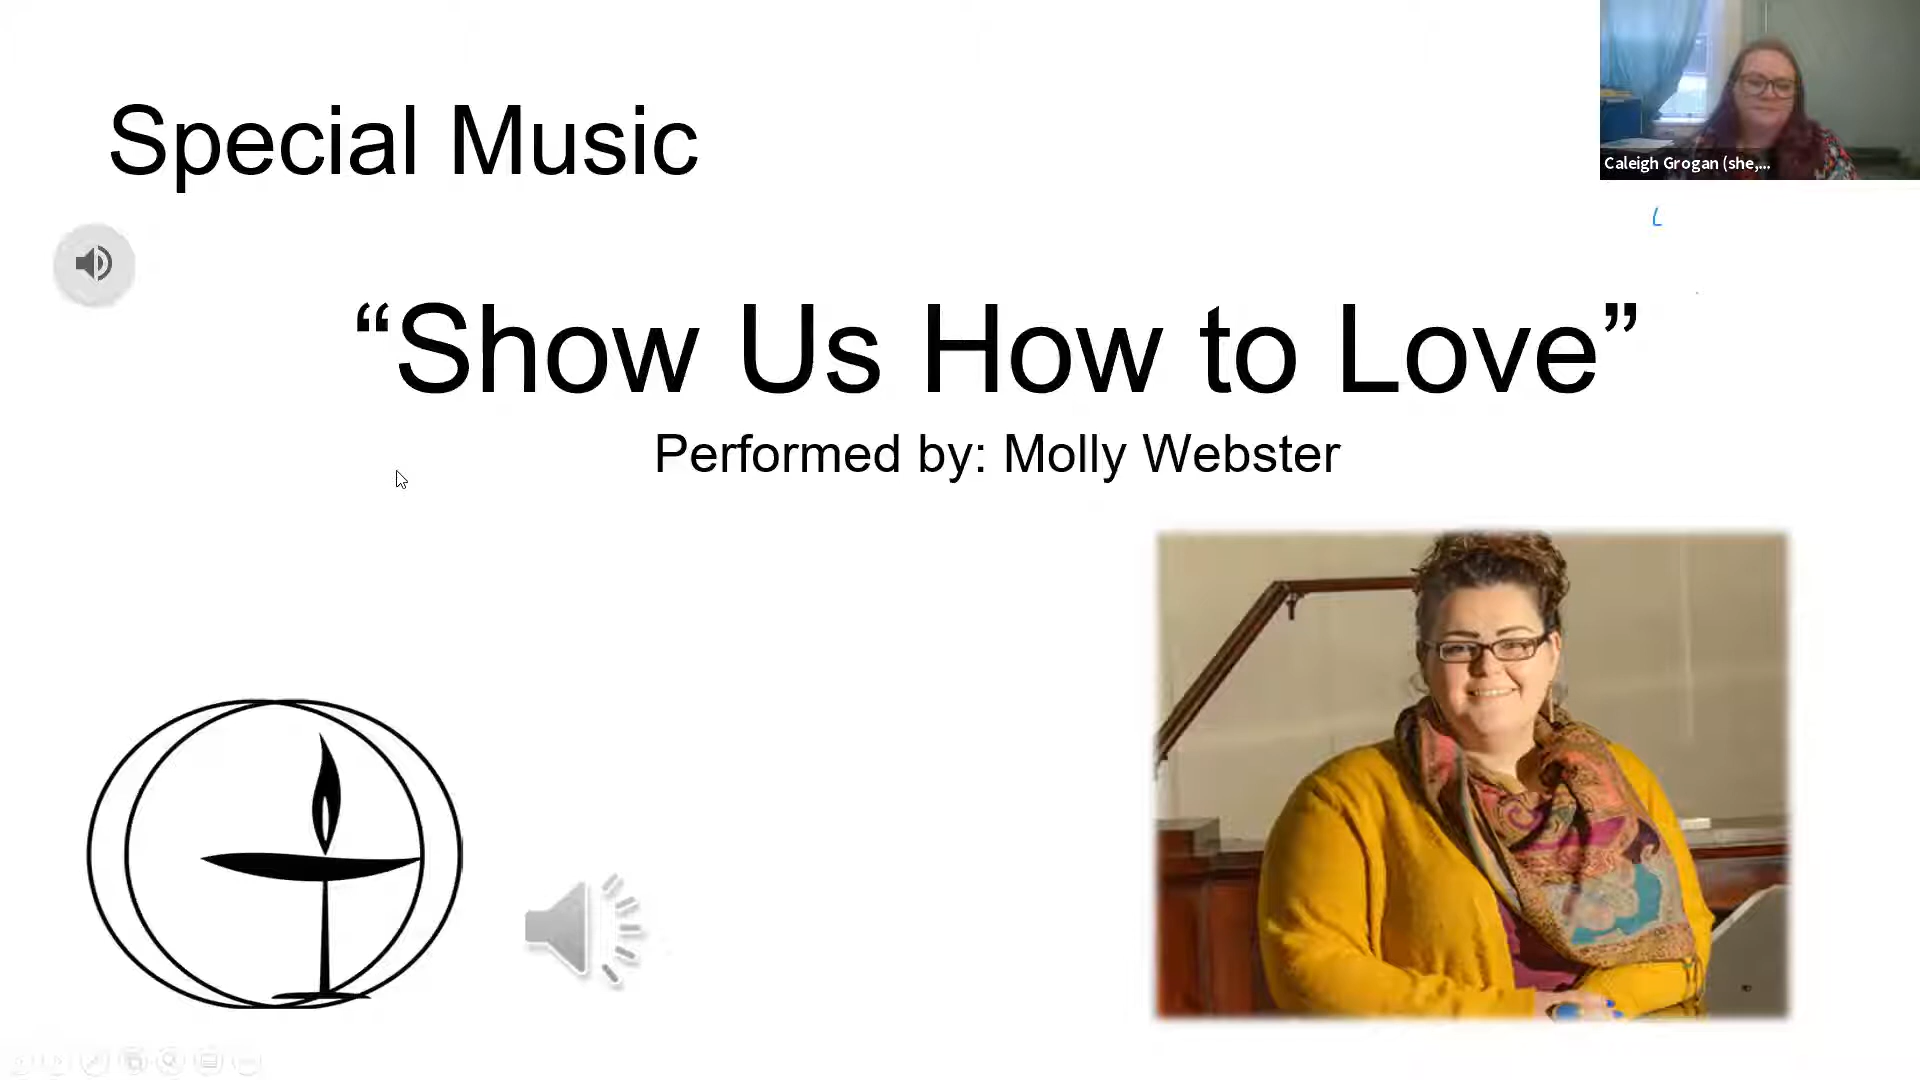 Special Music
Caleigh Grogan (she,...
L
“Show Us How to Love”
Performed by: Molly Webster